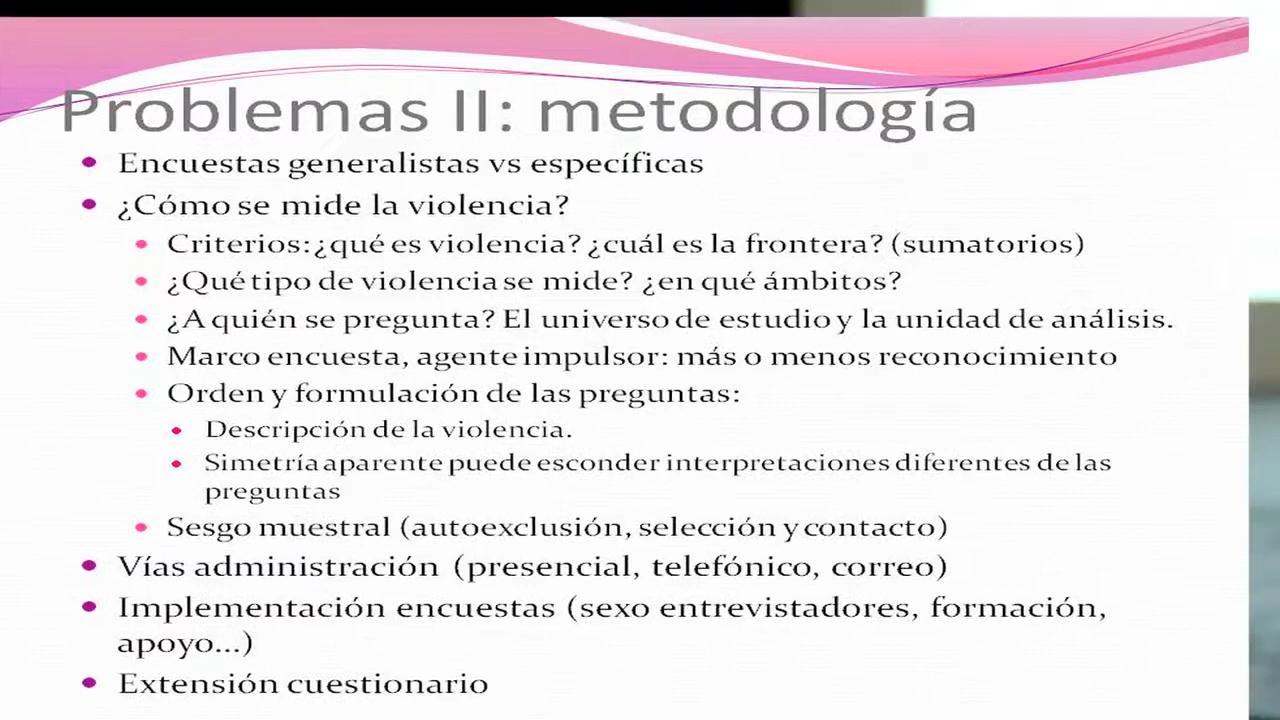 Problemas II: metodología
• Encuestas generalistas vs específicas
• ¿Cómo se mide la violencia?
• Criterios: ¿qué es violencia? ¿cuál es la frontera? (sumatorios)
• ¿Qué tipo de violencia se mide? ¿en qué ámbitos?
• ¿A quién se pregunta? El universo de estudio y la unidad de análisis.
• Marco encuesta, agente impulsor: más o menos reconocimiento
• Orden y formulación de las preguntas:
• Descripción de la violencia.
• Simetría aparente puede esconder interpretaciones diferentes de las
preguntas
• Sesgo muestral (autoexclusión, selección y contacto)
• Vías administración (presencial, telefónico, correo)
• Implementación encuestas (sexo entrevistadores, formación,
apoyo...)
• Extensión cuestionario